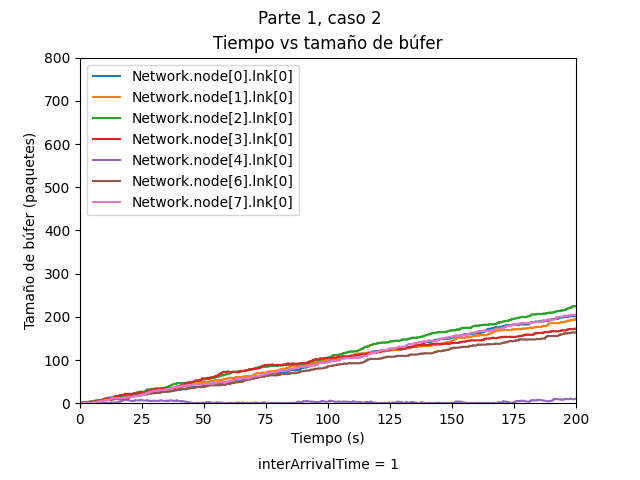 Parte 1, caso 2
Tiempo vs tamaño de búfer
Tamaño de búfer (paquetes)
800
700
600
500
400
300
200
100
0
Network.node[0].lnk[0]
Network.node[1].lnk[0]
Network.node[2].lnk[0]
Network.node[3].lnk[0]
Network.node[4].lnk[0]
Network.node[6].lnk[0]
Network.node[7].lnk[0]
0 25 50 75 100 125 150 175 200
Tiempo (s)
interArrivalTime = 1